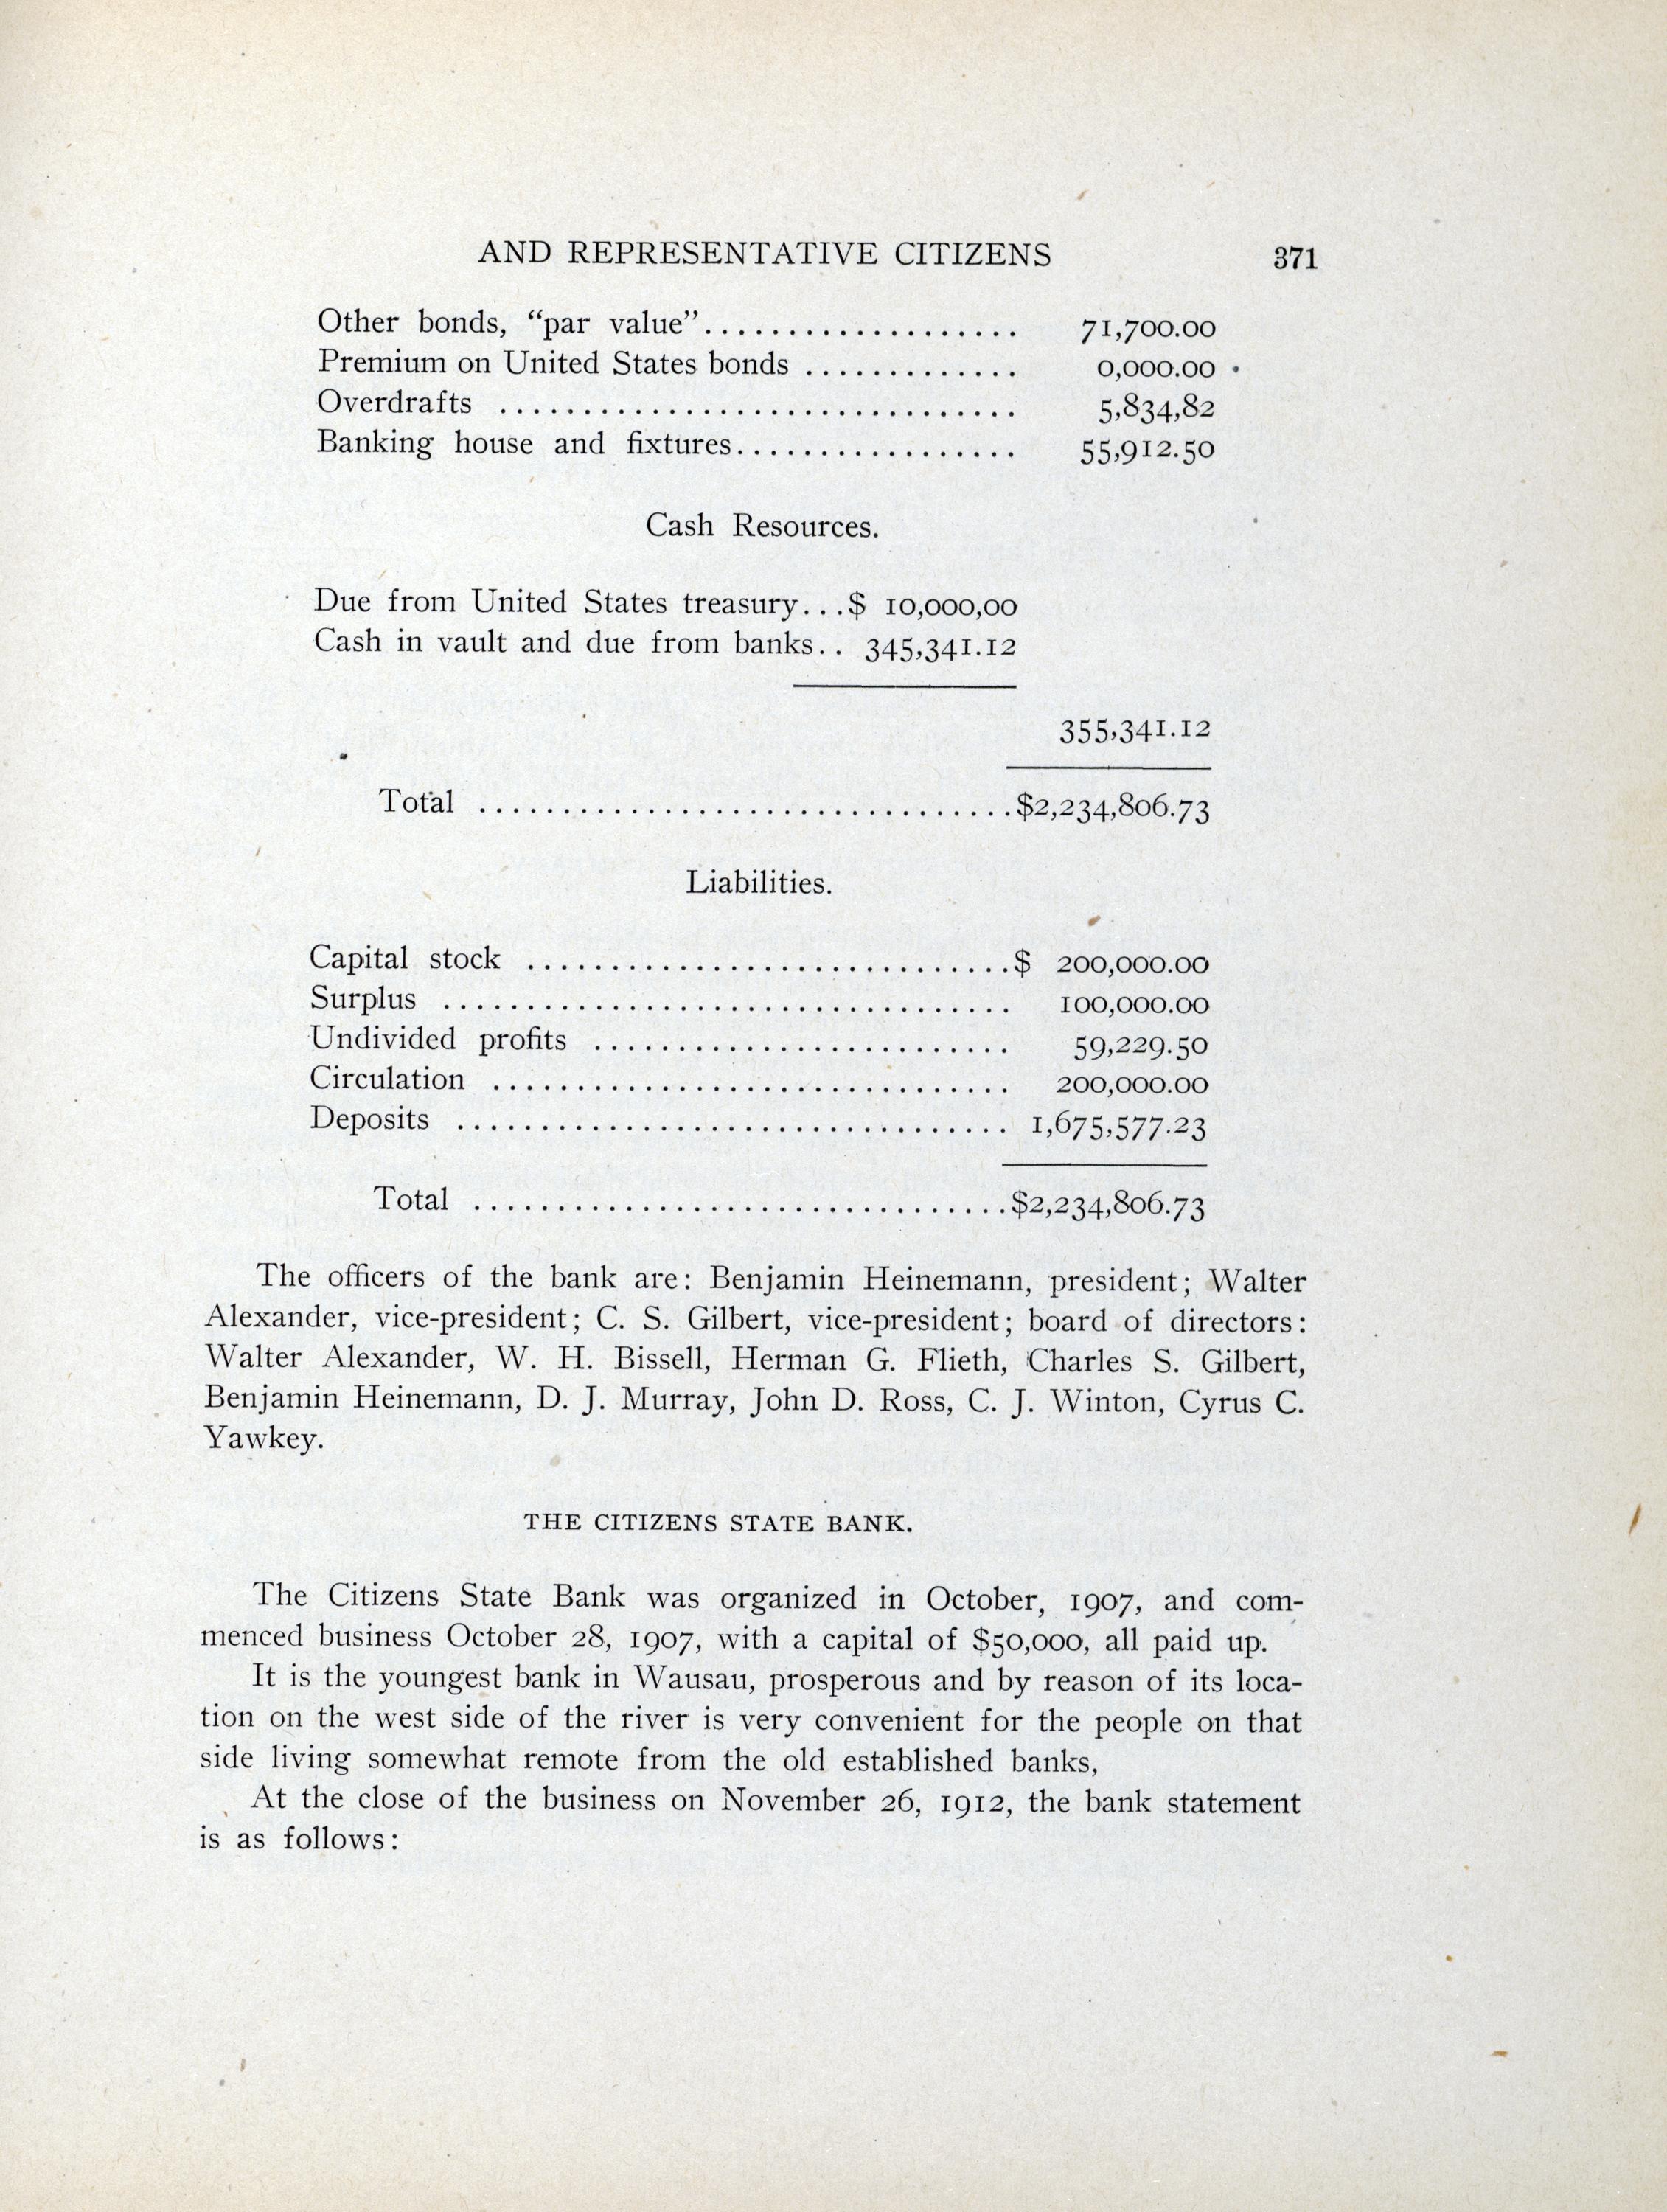 AND REPRESENTATIVE CITIZENS 371
Other bonds, “par value”................... 71,700.00
Premium on United States bonds ............. 0,000.00
Overdrafts ............................... 5,834,82
Banking house and fixtures................. 55,912.50
Cash Resources.
Due from United States treasury...$ 10,000,00
Cash in vault and due from banks.. 345,341.12
355,341.12
Total ................................$2,234,806.73
Liabilities.
Capital stock .............................$ 200,000.00
Surplus .................................. 100,000.00
Undivided profits ......................... 59,229.50
Circulation ............................... 200,000.00
Deposits ................................. 1,675,577.23
Total ................................$2,234,806.73
The officers of the bank are: Benjamin Heinemann, president; Walter
Alexander, vice-president; C. S. Gilbert, vice-president; board of directors:
Walter Alexander, W. H. Bissell, Herman G. Flieth, Charles S. Gilbert,
Benjamin Heinemann, D. J. Murray, John D. Ross, C. J. Winton, Cyrus C.
Yawkey.
THE CITIZENS STATE BANK.
The Citizens State Bank was organized in October, 1907, and com-
menced business October 28, 1907, with a capital of $50,000, all paid up.
It is the youngest bank in Wausau, prosperous and by reason of its loca-
tion on the west side of the river is very convenient for the people on that
side living somewhat remote from the old established banks,
At the close of the business on November 26, 1912, the bank statement
is as follows: